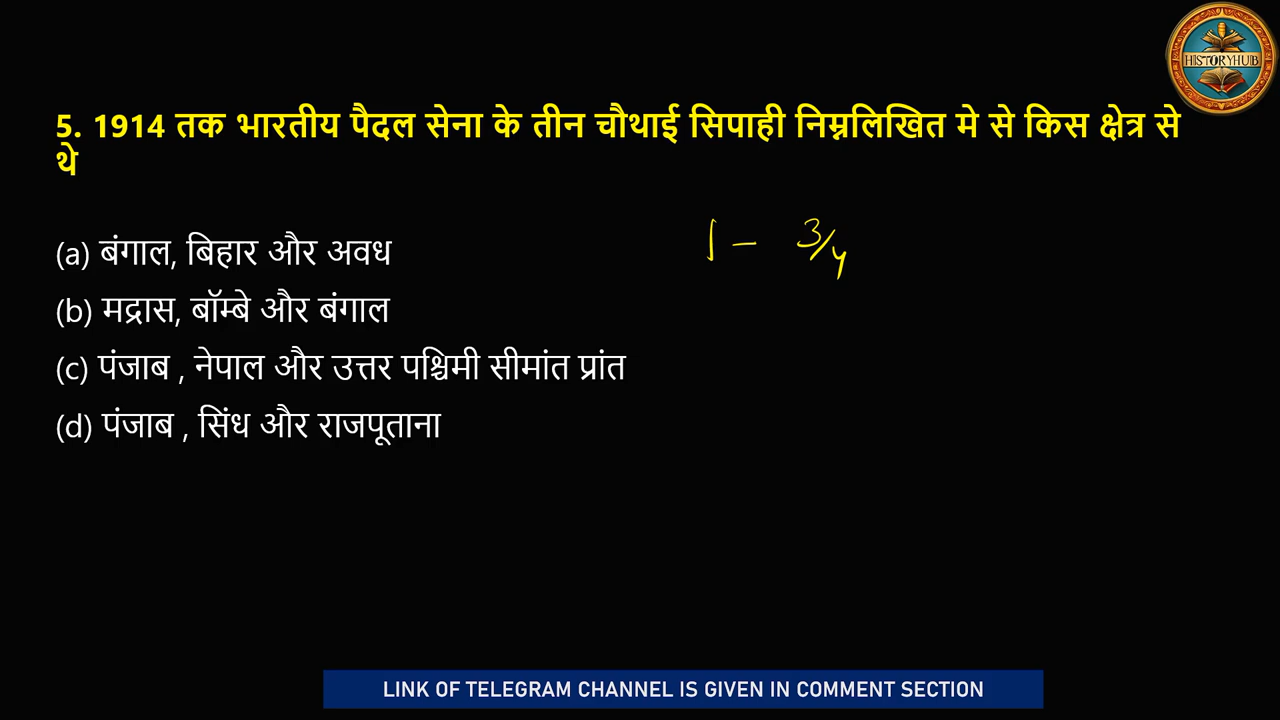 HISTORYHUB
5. 1914 तक भारतीय पैदल सेना के तीन चौथाई सिपाही निम्नलिखित मे से किस क्षेत्र से
थे
1 - 3/4
(a) बंगाल, बिहार और अवध
(b) मद्रास, बॉम्बे और बंगाल
(c) पंजाब , नेपाल और उत्तर पश्चिमी सीमांत प्रांत
(d) पंजाब , सिंध और राजपूताना
LINK OF TELEGRAM CHANNEL IS GIVEN IN COMMENT SECTION